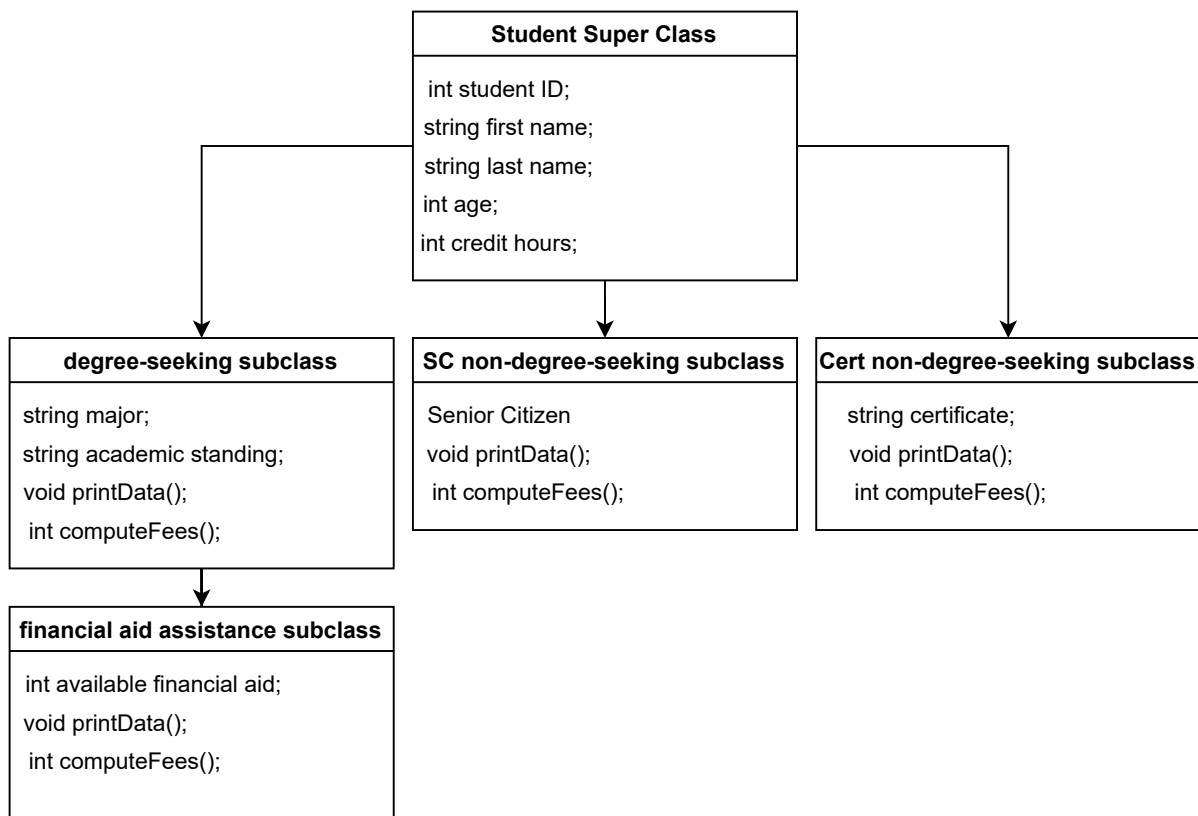 Student Super Class
int student ID;
string first name;
string last name;
int age;
int credit hours;
degree-seeking subclass
string major;
string academic standing;
void printData();
int computeFees();
SC non-degree-seeking subclass
Senior Citizen
void printData();
int computeFees();
Cert non-degree-seeking subclass
string certificate;
void printData();
int computeFees();
financial aid assistance subclass
int available financial aid;
void printData();
int computeFees();